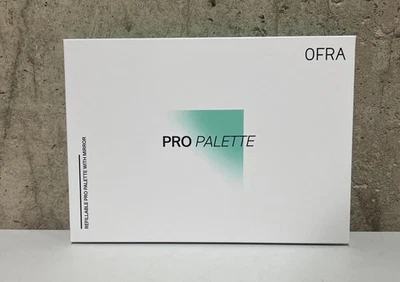 OFRA
PRO PALETTE
REFILLABLE PRO PALETTE WITH MIRROR